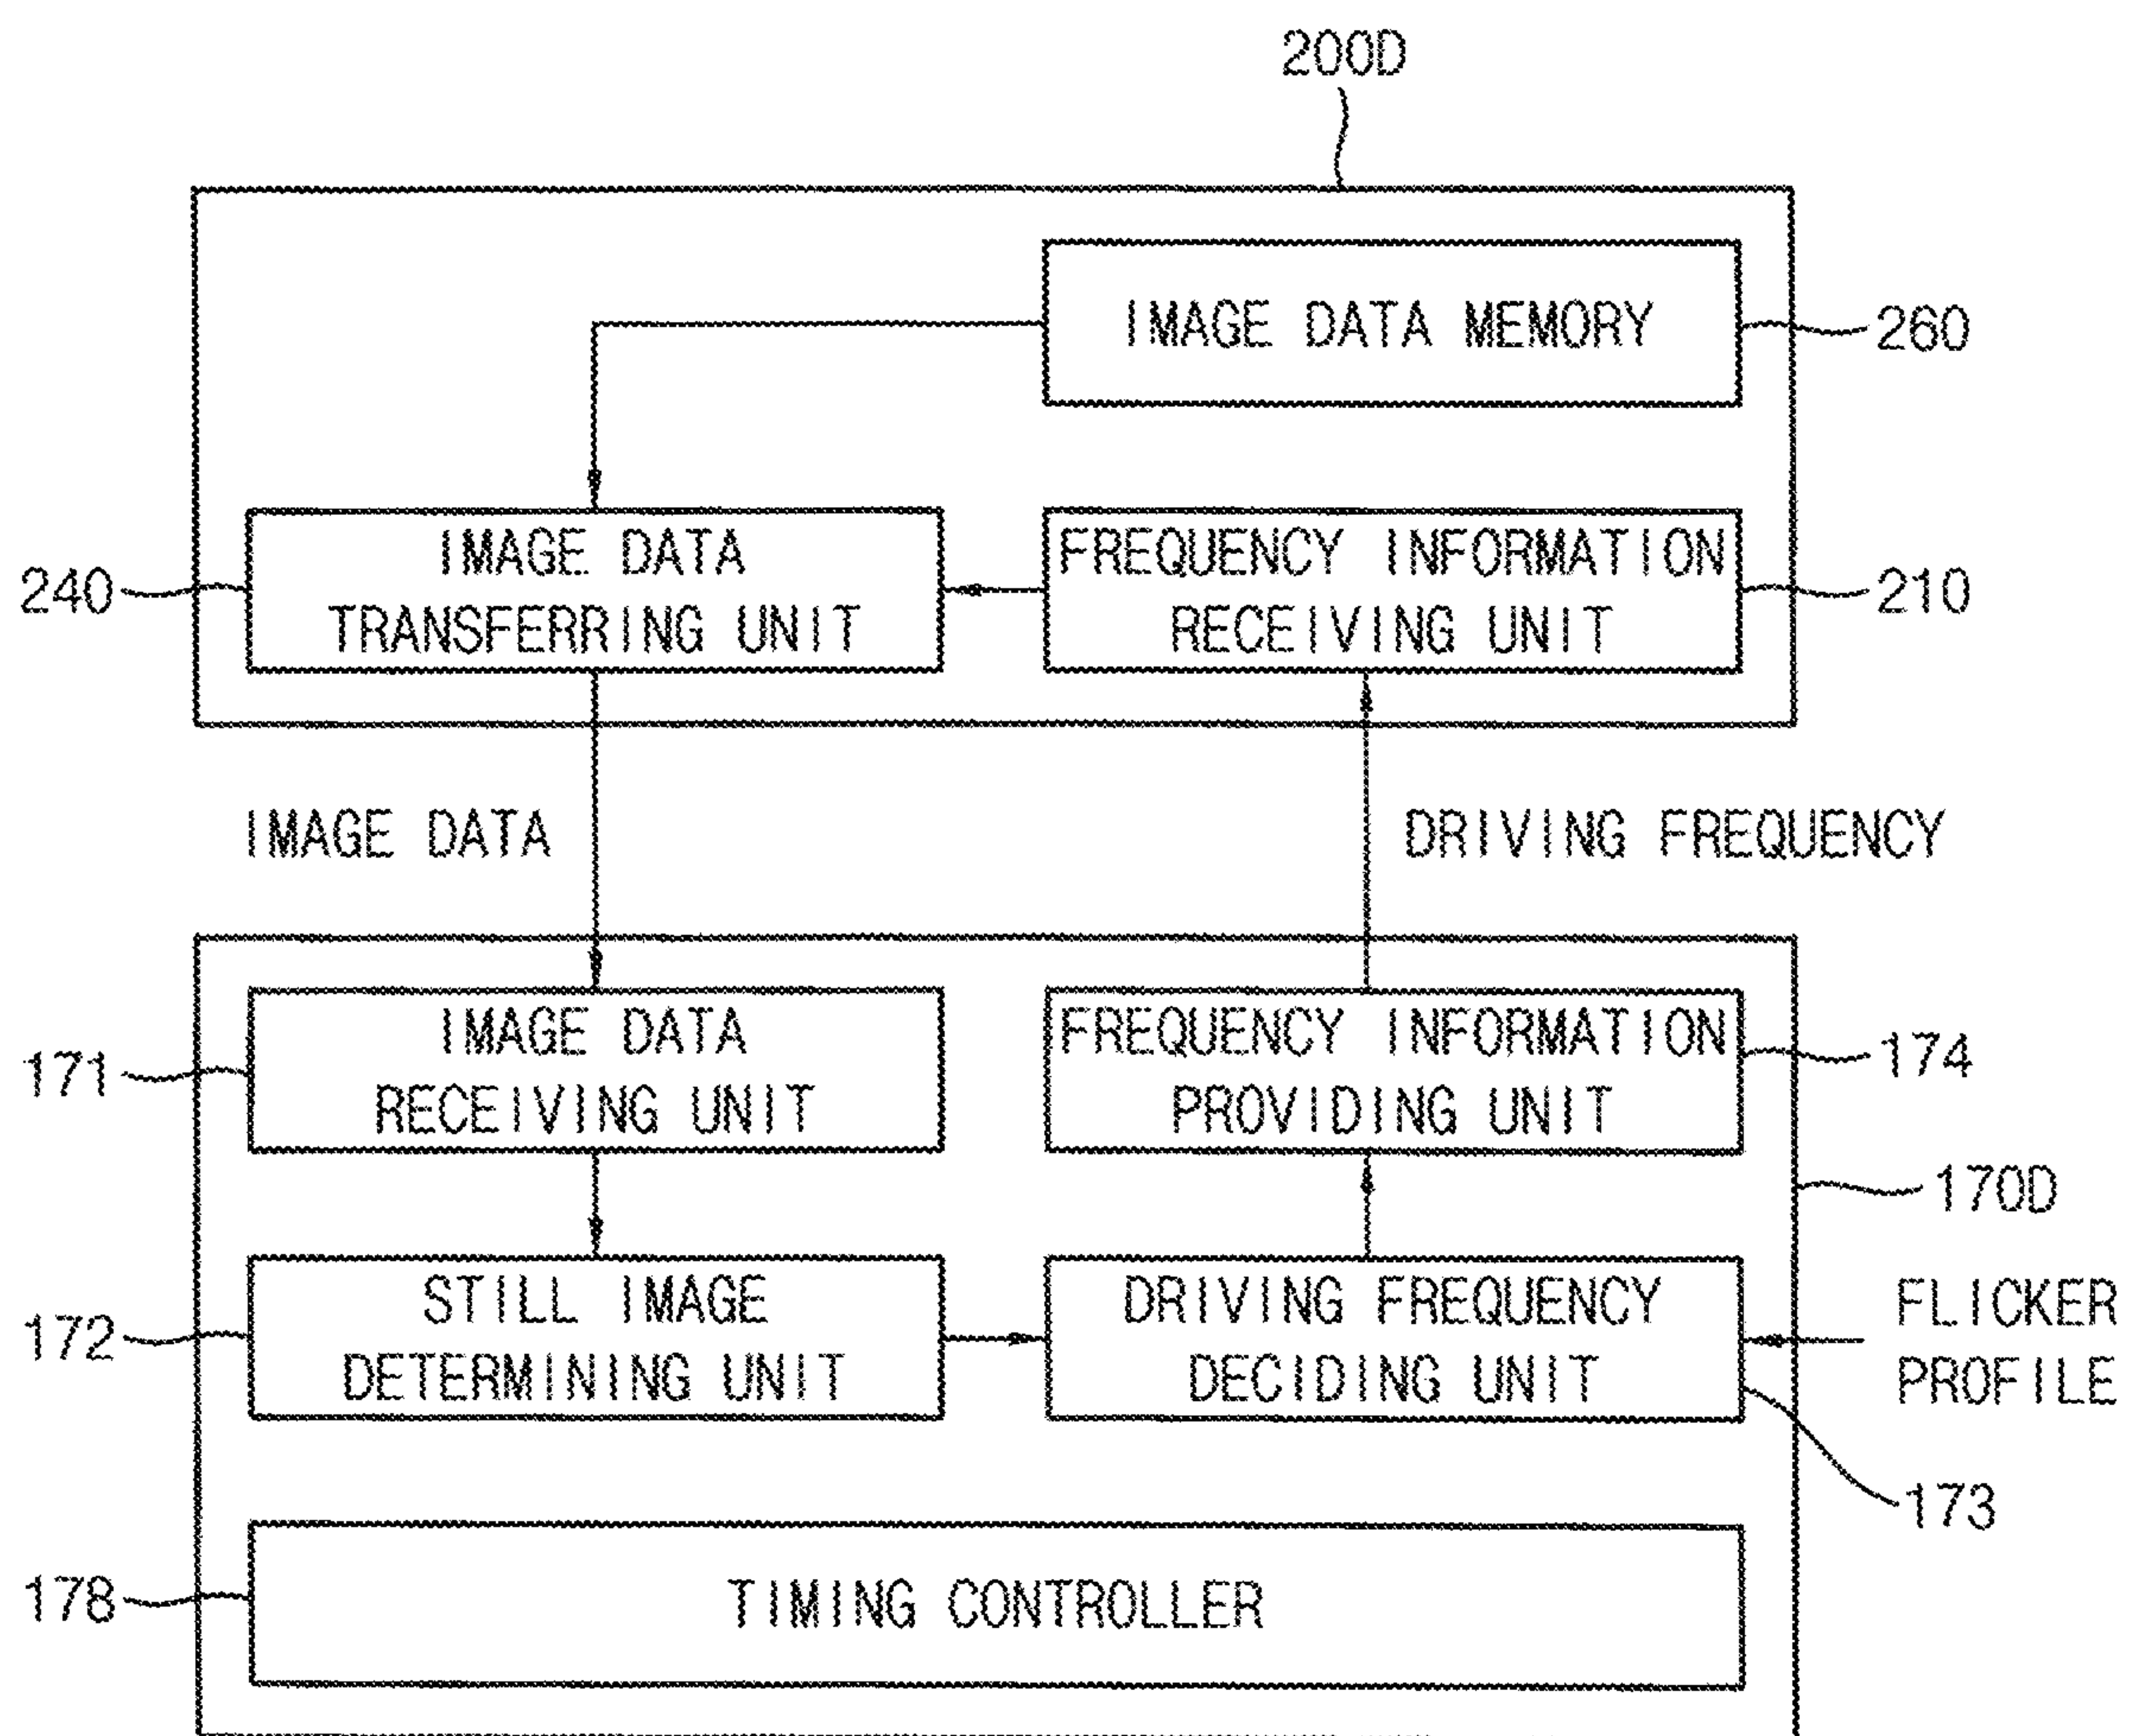 200D
IMAGE DATA MEMORY
260
IMAGE DATA
TRANSFERRING UNIT
240
FREQUENCY INFORMATION
RECEIVING UNIT
210
IMAGE DATA
DRIVING FREQUENCY
IMAGE DATA
RECEIVING UNIT
171
FREQUENCY INFORMATION
PROVIDING UNIT
174
170D
STILL IMAGE
DETERMINING UNIT
172
DRIVING FREQUENCY
DECIDING UNIT
FLICKER
PROFILE
173
TIMING CONTROLLER
178